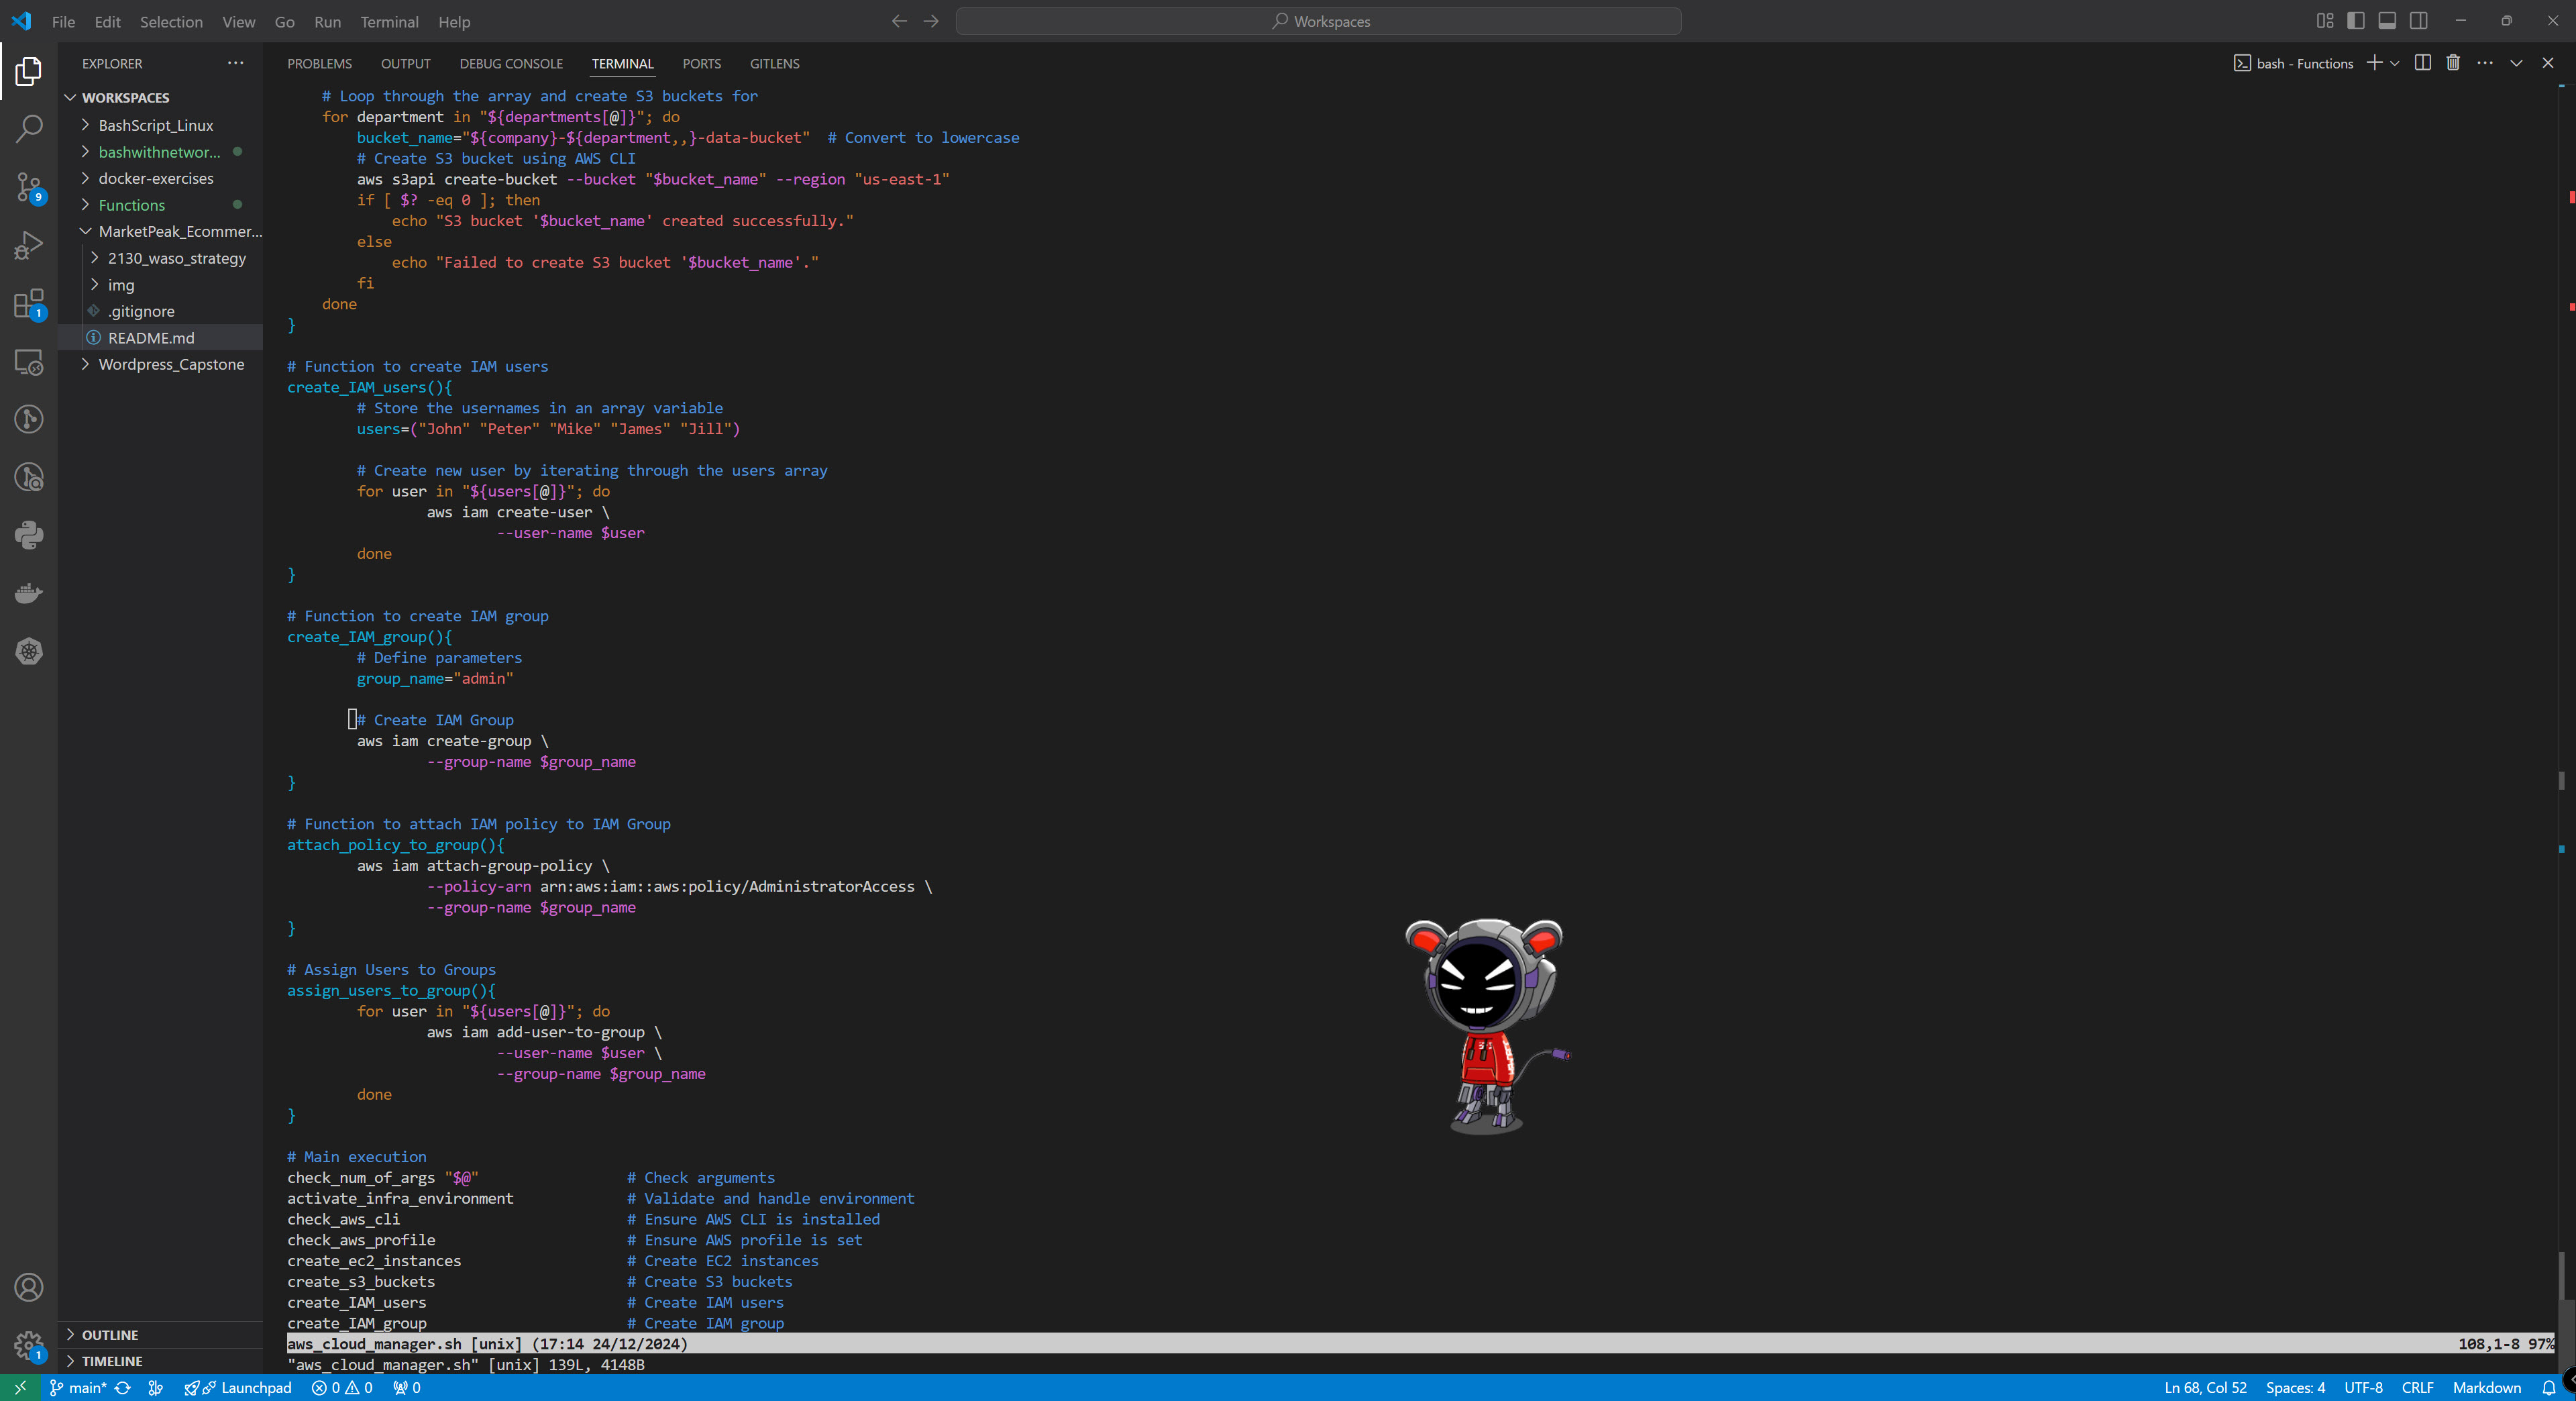 File Edit Selection View Go Run Terminal Help
Workspaces
EXPLORER
PROBLEMS OUTPUT DEBUG CONSOLE TERMINAL PORTS GITLENS
bash - Functions
WORKSPACES
BashScript_Linux
bashwithnetwor...
docker-exercises
Functions
MarketPeak_Ecommer...
2130_waso_strategy
img
.gitignore
README.md
Wordpress_Capstone
OUTLINE
TIMELINE
9
1
1
# Loop through the array and create S3 buckets for
for department in "${departments[@]}"; do
bucket_name="${company}-${department,,}-data-bucket"  # Convert to lowercase
# Create S3 bucket using AWS CLI
aws s3api create-bucket --bucket "$bucket_name" --region "us-east-1"
if [ $? -eq 0 ]; then
echo "S3 bucket '$bucket_name' created successfully."
else
echo "Failed to create S3 bucket '$bucket_name'."
fi
done
}
# Function to create IAM users
create_IAM_users(){
# Store the usernames in an array variable
users=("John" "Peter" "Mike" "James" "Jill")
# Create new user by iterating through the users array
for user in "${users[@]}"; do
aws iam create-user \
--user-name $user
done
}
# Function to create IAM group
create_IAM_group(){
# Define parameters
group_name="admin"
# Create IAM Group
aws iam create-group \
--group-name $group_name
}
# Function to attach IAM policy to IAM Group
attach_policy_to_group(){
aws iam attach-group-policy \
--policy-arn arn:aws:iam::aws:policy/AdministratorAccess \
--group-name $group_name
}
# Assign Users to Groups
assign_users_to_group(){
for user in "${users[@]}"; do
aws iam add-user-to-group \
--user-name $user \
--group-name $group_name
done
}
# Main execution
check_num_of_args "$@" # Check arguments
activate_infra_environment # Validate and handle environment
check_aws_cli # Ensure AWS CLI is installed
check_aws_profile # Ensure AWS profile is set
create_ec2_instances # Create EC2 instances
create_s3_buckets # Create S3 buckets
create_IAM_users # Create IAM users
create_IAM_group # Create IAM group
aws_cloud_manager.sh [unix] (17:14 24/12/2024) 108,1-8 97%
"aws_cloud_manager.sh" [unix] 139L, 4148B
main* Launchpad 0 0 0 Ln 68, Col 52 Spaces: 4 UTF-8 CRLF Markdown